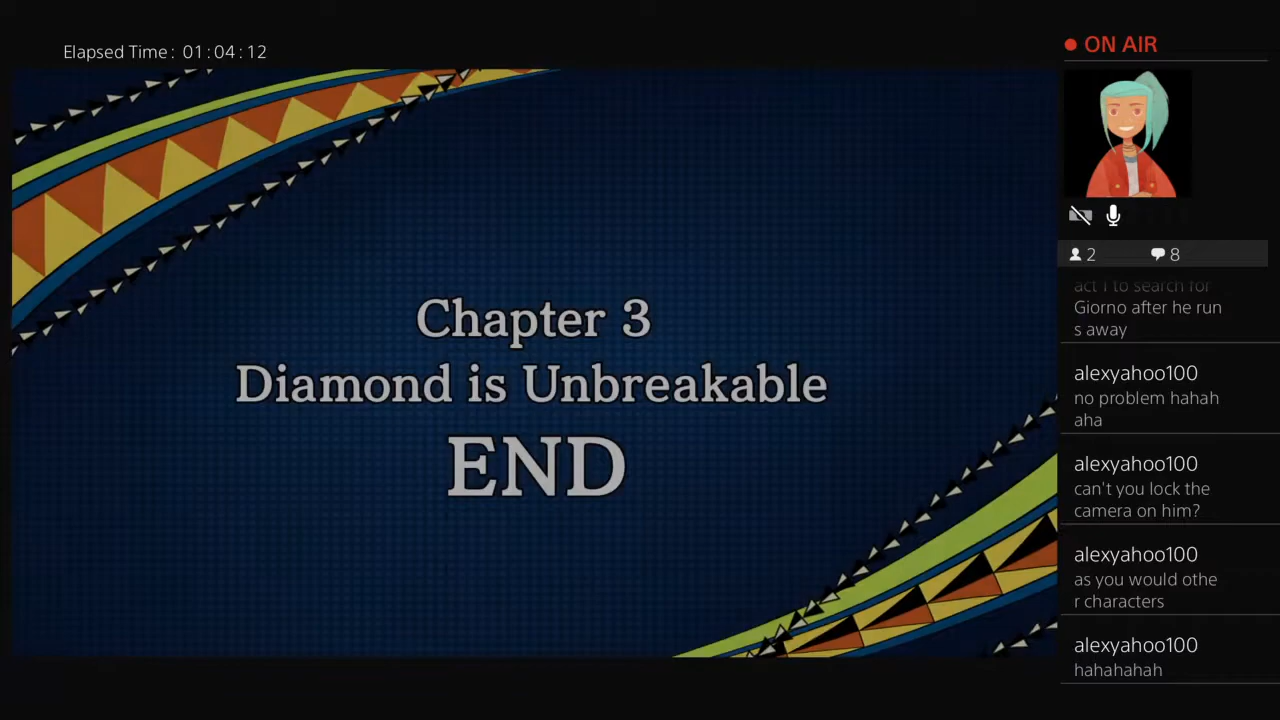 Elapsed Time: 01:04:12
ON AIR
Chapter 3
Diamond is Unbreakable
END
2
8
act 1 to search for
Giorno after he run
s away
alexyahoo100
no problem hahah
aha
alexyahoo100
can't you lock the
camera on him?
alexyahoo100
as you would othe
r characters
alexyahoo100
hahahahah